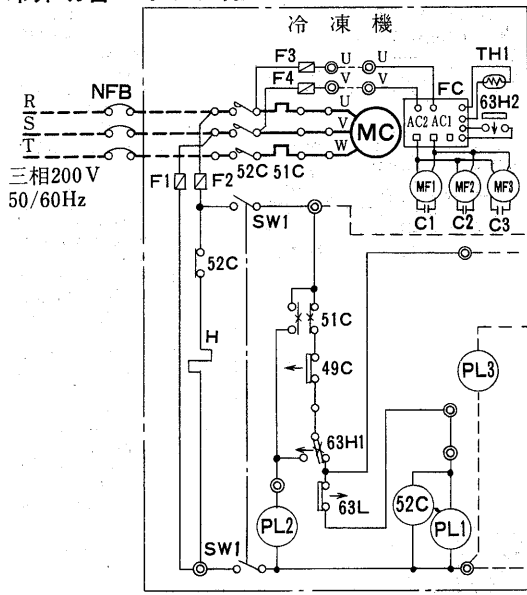 冷凍機
F3 U U TH1
F4 V V FC 63H2
NFB
R U AC2 AC1
S V MC
T W
52C 51C
三相200V F1 F2 MF1 MF2 MF3
50/60Hz
SW1 C1 C2 C3
52C
51C
H
49C PL3
63H1
63L 52C
PL2 PL1
SW1